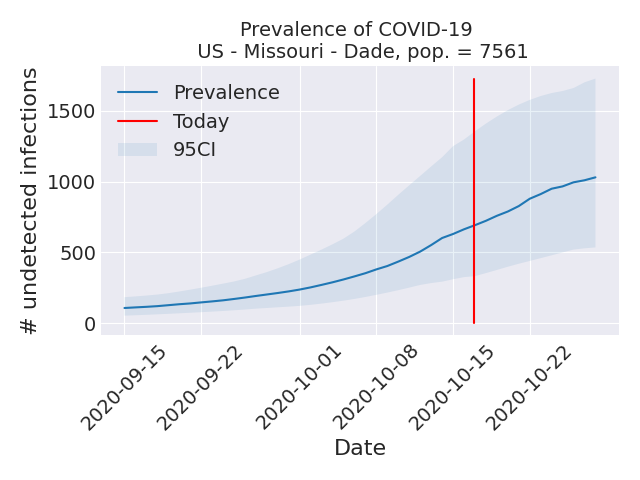 Prevalence of COVID-19
US - Missouri - Dade, pop. = 7561
# undetected infections
1500
1000
500
0
Prevalence
Today
95CI
2020-09-15
2020-09-22
2020-10-01
2020-10-08
2020-10-15
2020-10-22
Date